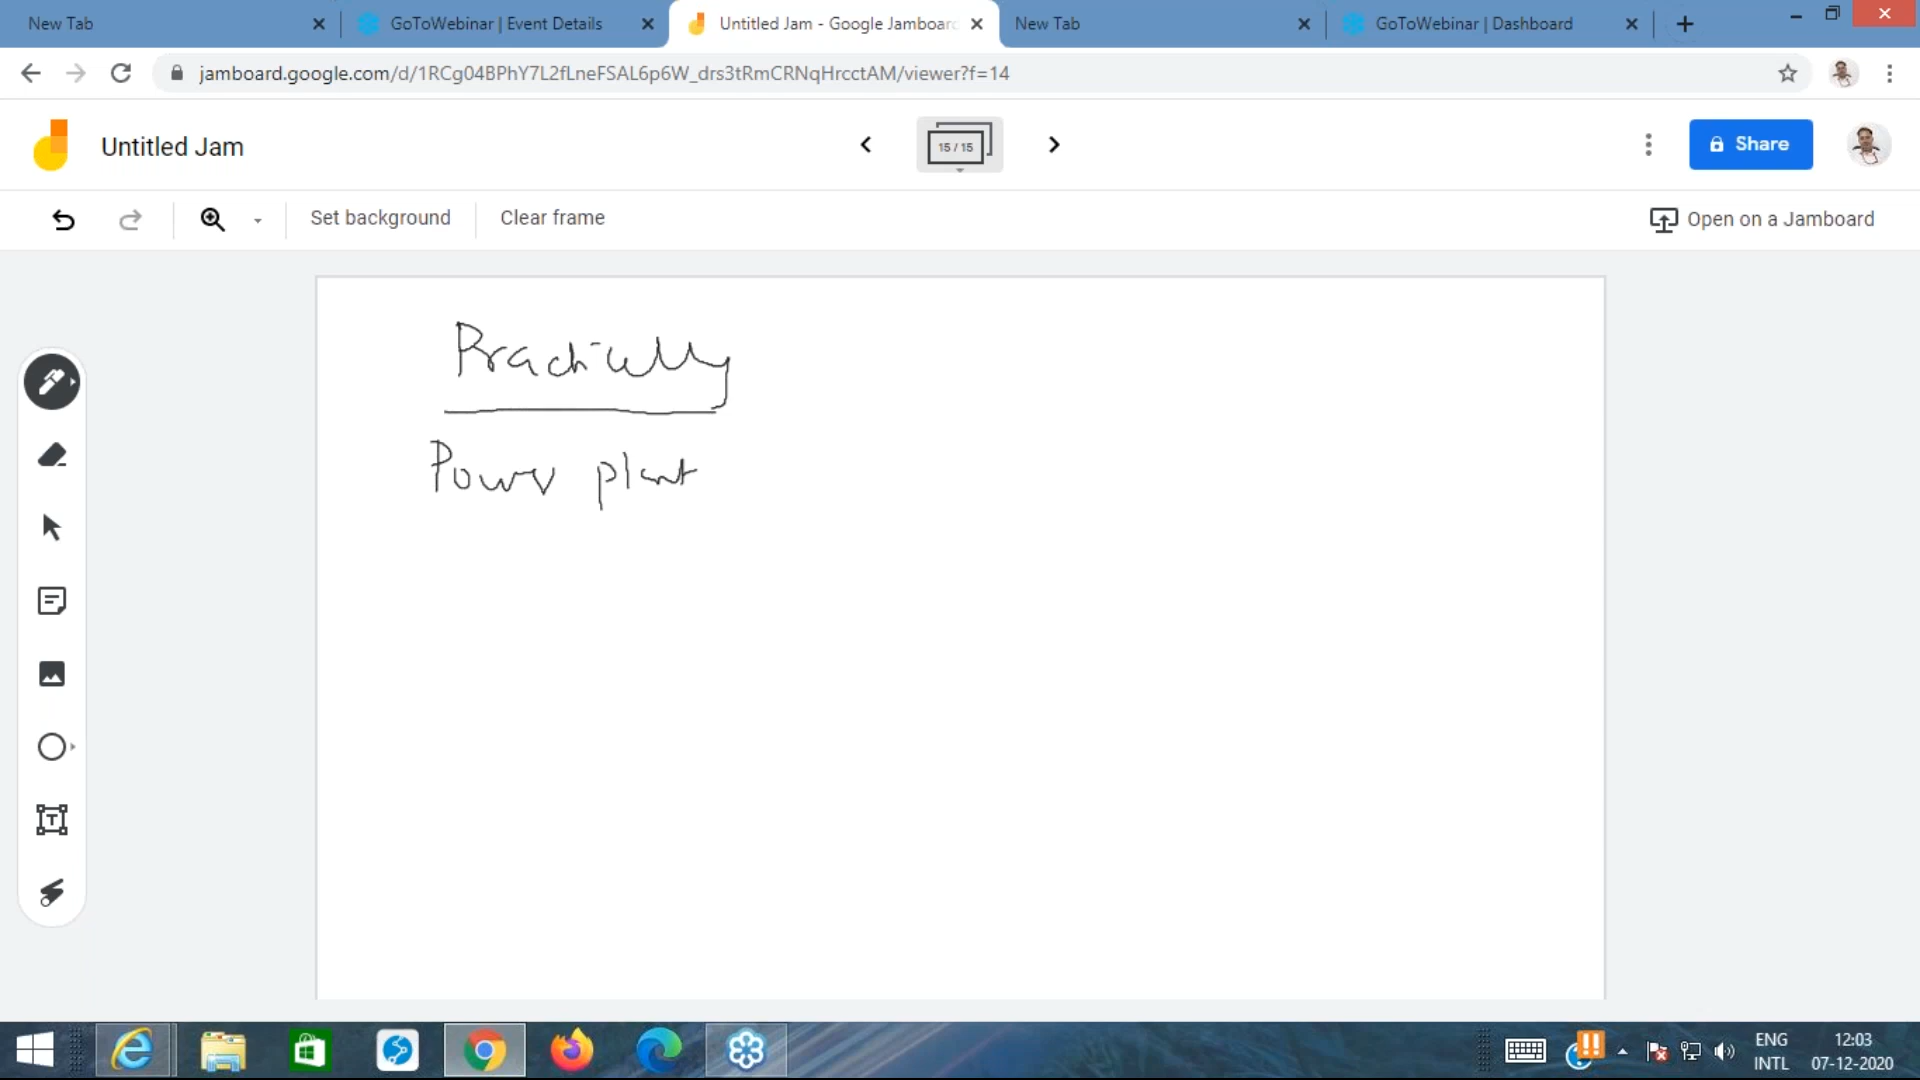 New Tab
GoToWebinar | Event Details
Untitled Jam - Google Jamboard
New Tab
GoToWebinar | Dashboard
jamboard.google.com/d/1RCg04BPhY7L2fLneFSAL6p6W_drs3tRmCRNqHrcctAM/viewer?f=14
Untitled Jam
15 / 15
Share
Set background
Clear frame
Open on a Jamboard
Practically
Power plant
ENG 12:03
INTL 07-12-2020